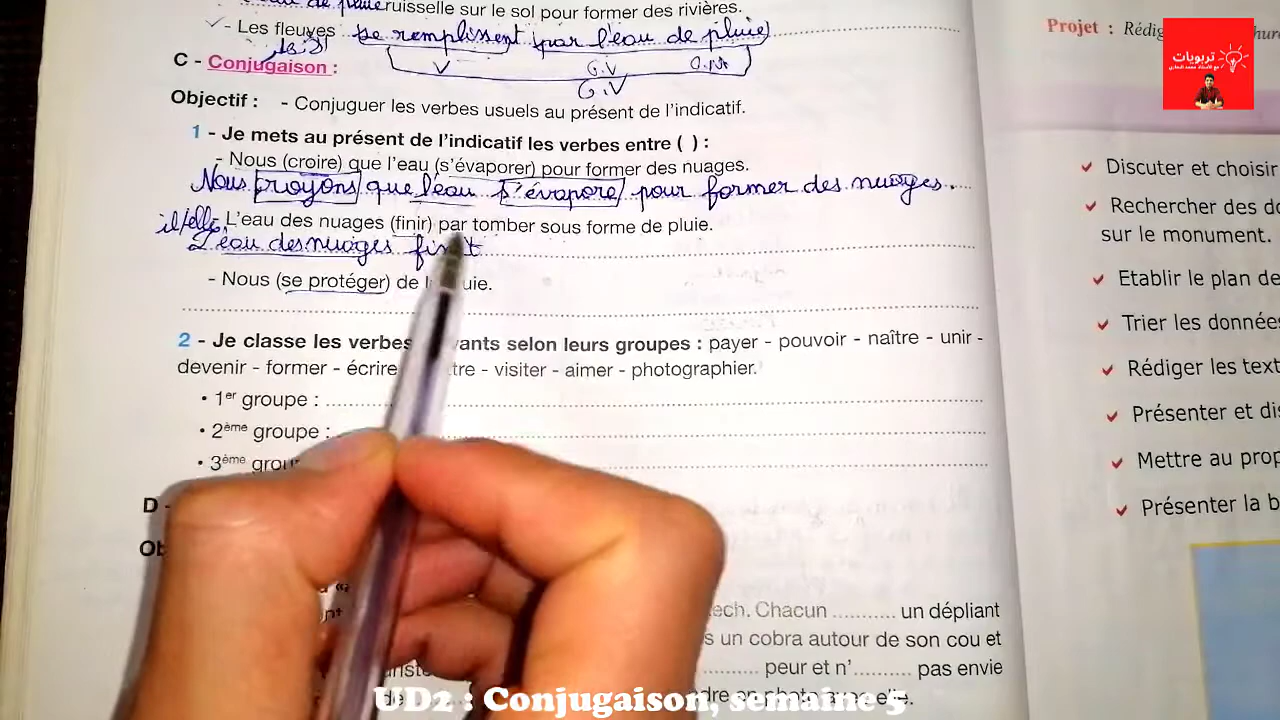 ruisselle sur le sol pour former des rivières.
- Les fleuves se remplissent par l'eau de pluie
C - Conjugaison :
V G.V
G.V
Objectif : - Conjuguer les verbes usuels au présent de l'indicatif.
1 - Je mets au présent de l'indicatif les verbes entre ( ) :
- Nous (croire) que l'eau (s'évaporer) pour former des nuages.
Nous croyons que l'eau s'évapore pour former des nuages.
il/elle
L'eau des nuages (finir) par tomber sous forme de pluie.
L'eau des nuages
- Nous (se protéger) de
2 - Je classe les verbes selon leurs groupes : payer - pouvoir - naître - unir -
devenir - former - écrire - visiter - aimer - photographier.
• 1er groupe :
• 2ème groupe :
• 3ème
D -
Chacun .......... un dépliant
un cobra autour de son cou et
.......... peur et n'.......... pas envie
en photo avec elle.
UD2 : Conjugaison, semaine 5
Projet :
تربويات
Discuter et choisir
Rechercher des
sur le monument.
Etablir le plan de
Trier les données
Rédiger les
Présenter et
Mettre au
Présenter la